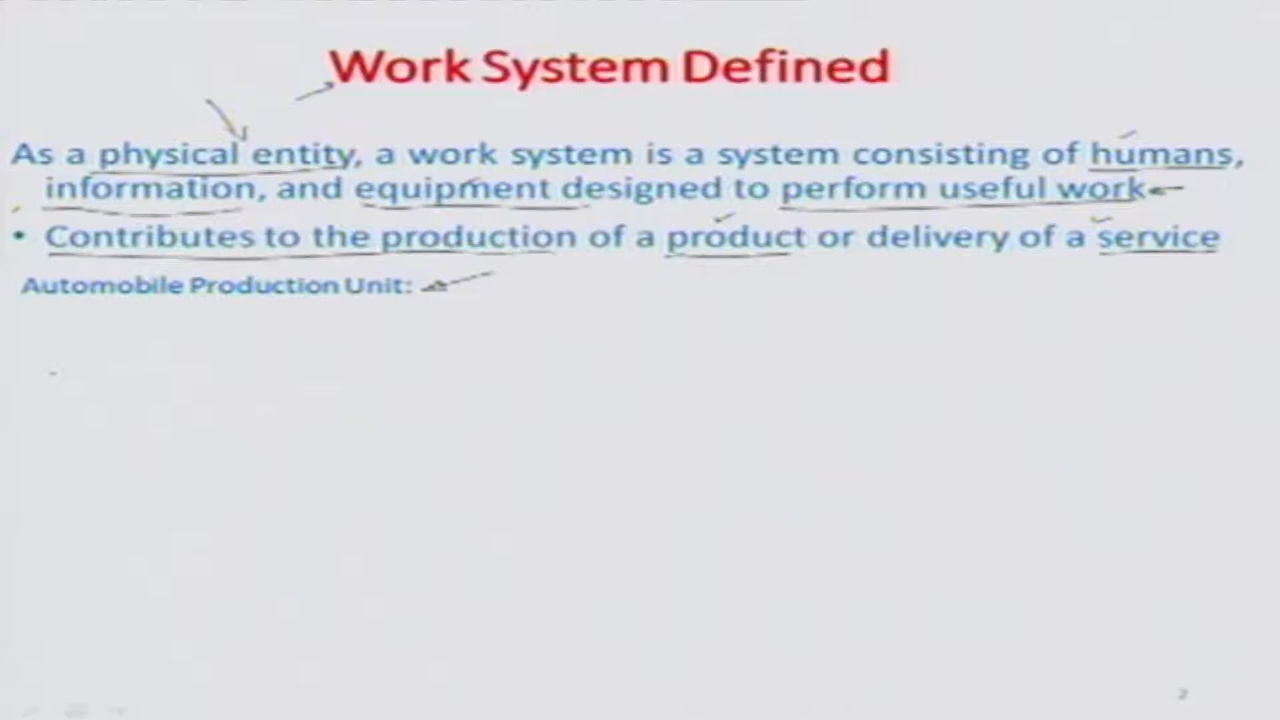 Work System Defined
As a physical entity, a work system is a system consisting of humans,
information, and equipment designed to perform useful work
• Contributes to the production of a product or delivery of a service
Automobile Production Unit:
2